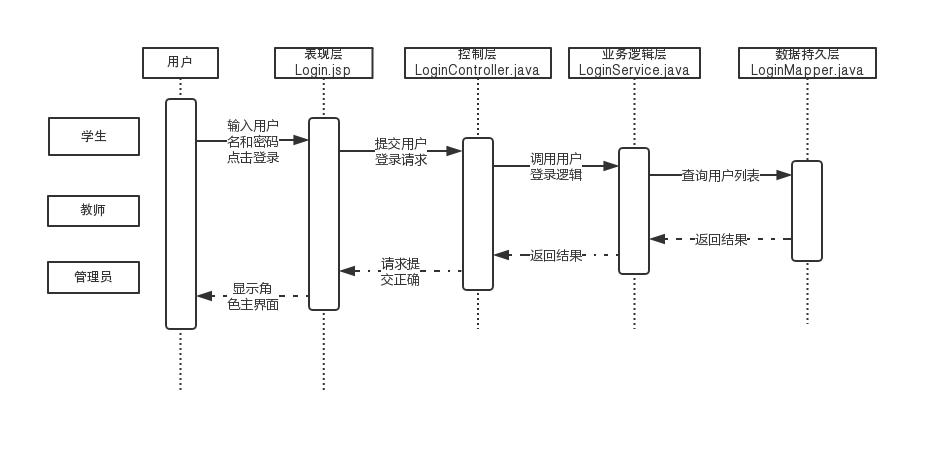 用户
表现层
Login.jsp
控制层
LoginController.java
业务逻辑层
LoginService.java
数据持久层
LoginMapper.java
学生
教师
管理员
输入用户
名和密码
点击登录
提交用户
登录请求
调用用户
登录逻辑
查询用户列表
返回结果
返回结果
请求提
交正确
显示角
色主界面